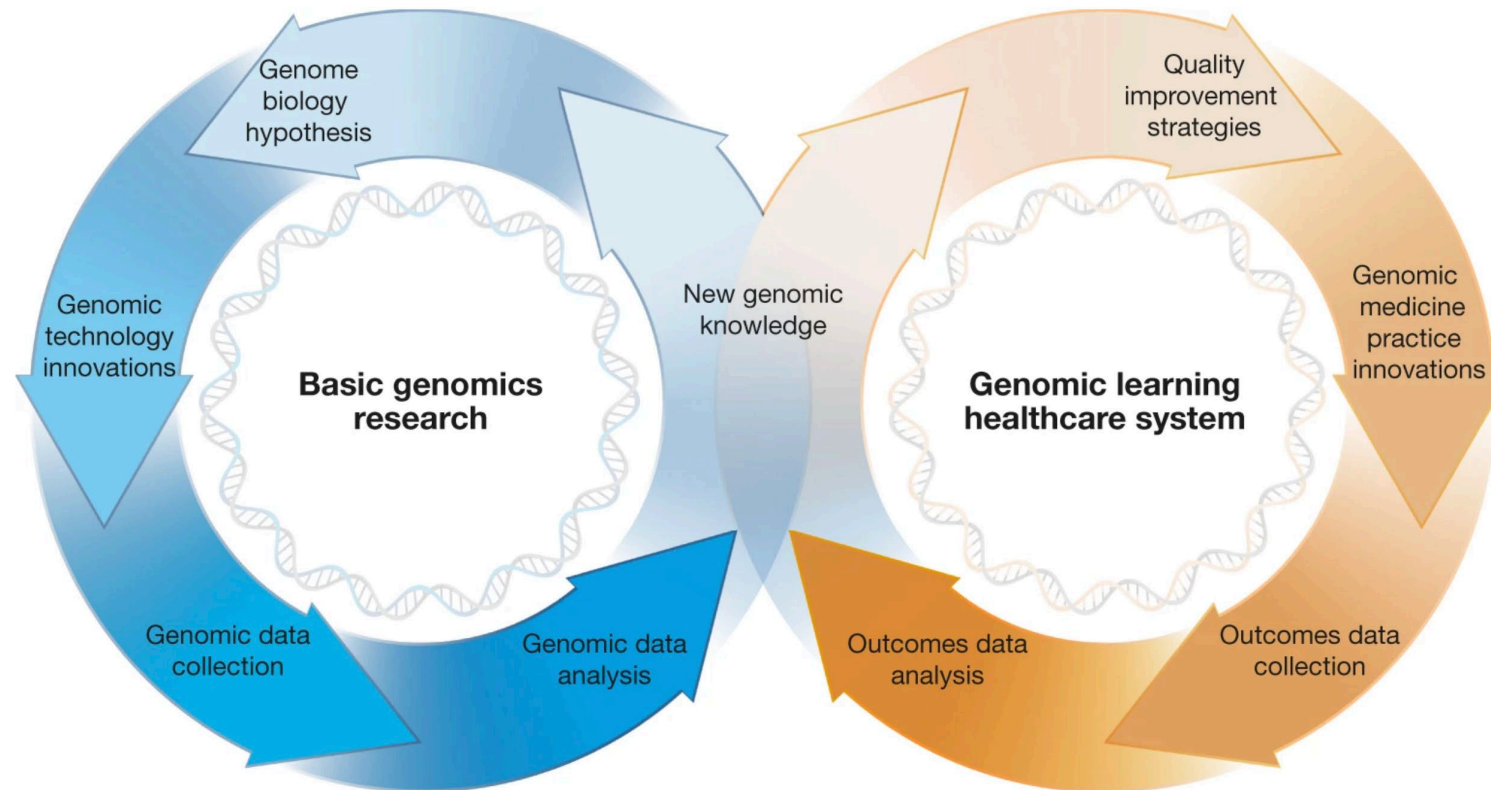 Genome
biology
hypothesis
Genomic
technology
innovations
Genomic data
collection
Genomic data
analysis
New genomic
knowledge
Basic genomics
research
Quality
improvement
strategies
Genomic
medicine
practice
innovations
Outcomes data
collection
Outcomes data
analysis
Genomic learning
healthcare system